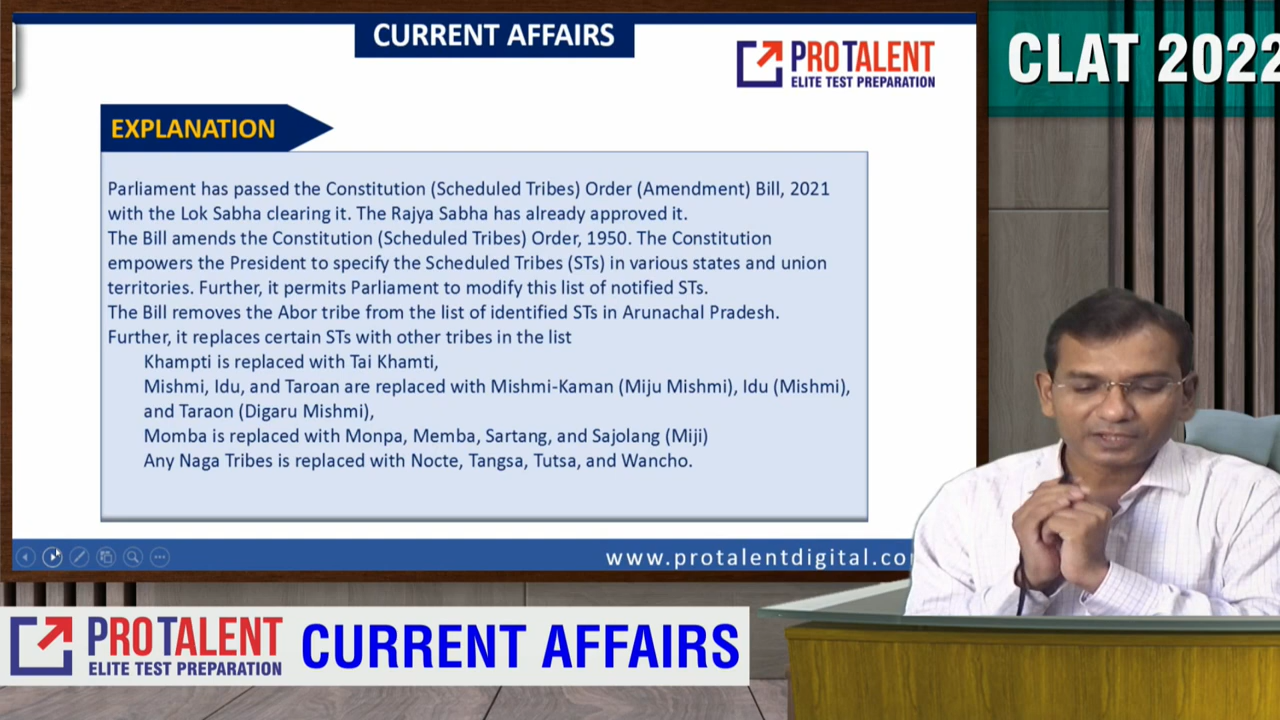 CURRENT AFFAIRS
PROTALENT
ELITE TEST PREPARATION
CLAT 2022
EXPLANATION
Parliament has passed the Constitution (Scheduled Tribes) Order (Amendment) Bill, 2021
with the Lok Sabha clearing it. The Rajya Sabha has already approved it.
The Bill amends the Constitution (Scheduled Tribes) Order, 1950. The Constitution
empowers the President to specify the Scheduled Tribes (STs) in various states and union
territories. Further, it permits Parliament to modify this list of notified STs.
The Bill removes the Abor tribe from the list of identified STs in Arunachal Pradesh.
Further, it replaces certain STs with other tribes in the list
Khampti is replaced with Tai Khamti,
Mishmi, Idu, and Taroan are replaced with Mishmi-Kaman (Miju Mishmi), Idu (Mishmi),
and Taraon (Digaru Mishmi),
Momba is replaced with Monpa, Memba, Sartang, and Sajolang (Miji)
Any Naga Tribes is replaced with Nocte, Tangsa, Tutsa, and Wancho.
www.protalentdigital.co
PROTALENT
ELITE TEST PREPARATION
CURRENT AFFAIRS